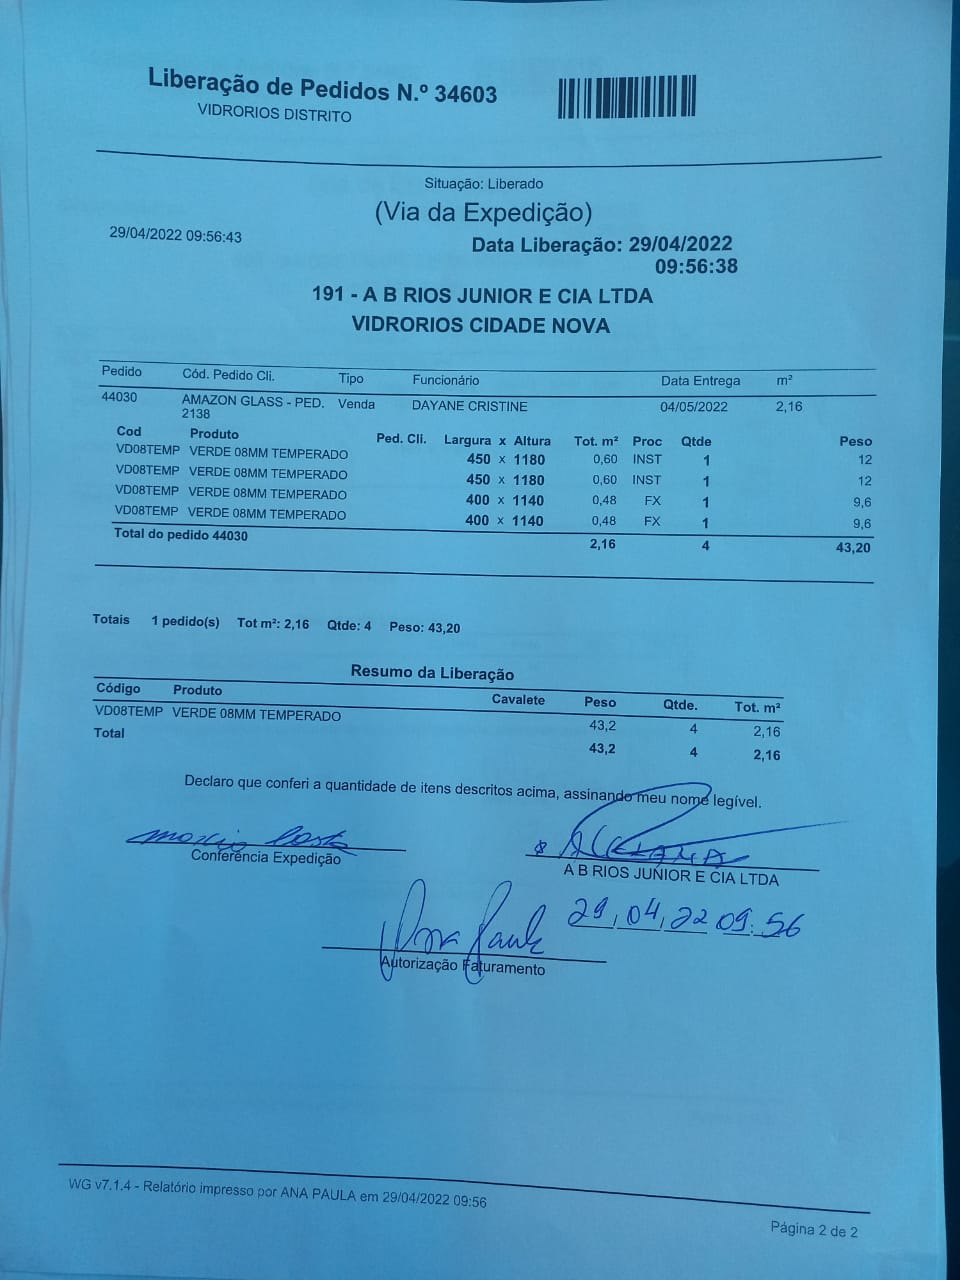 Liberação de Pedidos N.º 34603
VIDRORIOS DISTRITO
Situação: Liberado
(Via da Expedição)
29/04/2022 09:56:43
Data Liberação: 29/04/2022
09:56:38
191 - A B RIOS JUNIOR E CIA LTDA
VIDRORIOS CIDADE NOVA
Pedido Cód. Pedido Cli. Tipo Funcionário Data Entrega m²
44030 AMAZON GLASS - PED. 2138 Venda DAYANE CRISTINE 04/05/2022 2,16
Cod Produto Ped. Cli. Largura x Altura Tot. m² Proc Qtde Peso
VD08TEMP VERDE 08MM TEMPERADO 450 x 1180 0,60 INST 1 12
VD08TEMP VERDE 08MM TEMPERADO 450 x 1180 0,60 INST 1 12
VD08TEMP VERDE 08MM TEMPERADO 400 x 1140 0,48 FX 1 9,6
VD08TEMP VERDE 08MM TEMPERADO 400 x 1140 0,48 FX 1 9,6
Total do pedido 44030 2,16 4 43,20
Totais 1 pedido(s) Tot m²: 2,16 Qtde: 4 Peso: 43,20
Resumo da Liberação
Código Produto Cavalete Peso Qtde. Tot. m²
VD08TEMP VERDE 08MM TEMPERADO 43,2 4 2,16
Total 43,2 4 2,16
Declaro que conferi a quantidade de itens descritos acima, assinando meu nome legível.
Conferência Expedição
A B RIOS JUNIOR E CIA LTDA
29,04,22 09:56
Ana Paula
Autorização Faturamento
WG v7.1.4 - Relatório impresso por ANA PAULA em 29/04/2022 09:56
Página 2 de 2